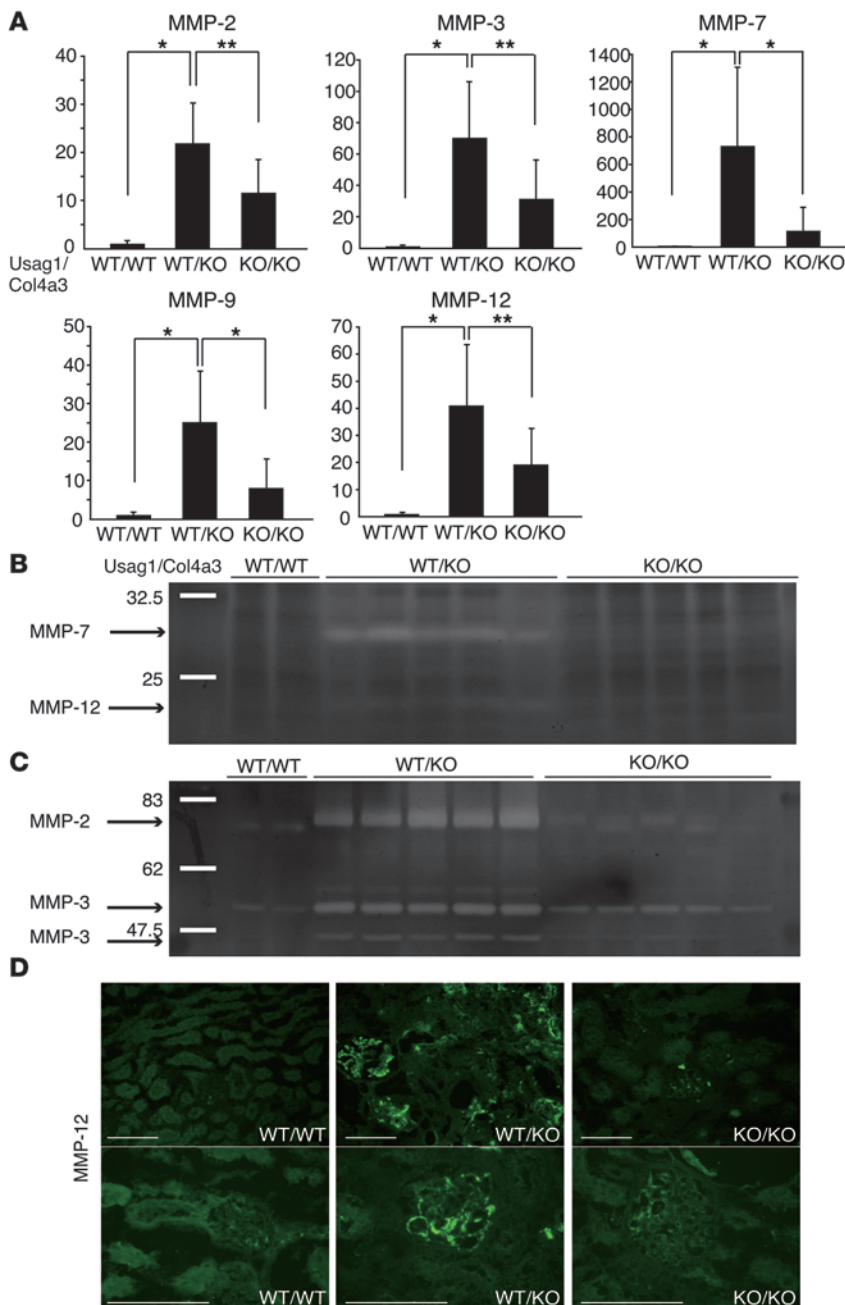 A
MMP-2
MMP-3
MMP-7
* **
* **
* *
40
30
20
10
0
120
100
80
60
40
20
0
1400
1200
1000
800
600
400
200
0
Usag1/
Col4a3
WT/WT WT/KO KO/KO
WT/WT WT/KO KO/KO
WT/WT WT/KO KO/KO
MMP-9
MMP-12
* *
* **
50
40
30
20
10
0
70
60
50
40
30
20
10
0
WT/WT WT/KO KO/KO
WT/WT WT/KO KO/KO
B
Usag1/Col4a3 WT/WT WT/KO KO/KO
32.5
MMP-7
25
MMP-12
C
WT/WT WT/KO KO/KO
83
MMP-2
62
MMP-3
47.5
MMP-3
D
MMP-12
WT/WT WT/KO KO/KO
WT/WT WT/KO KO/KO